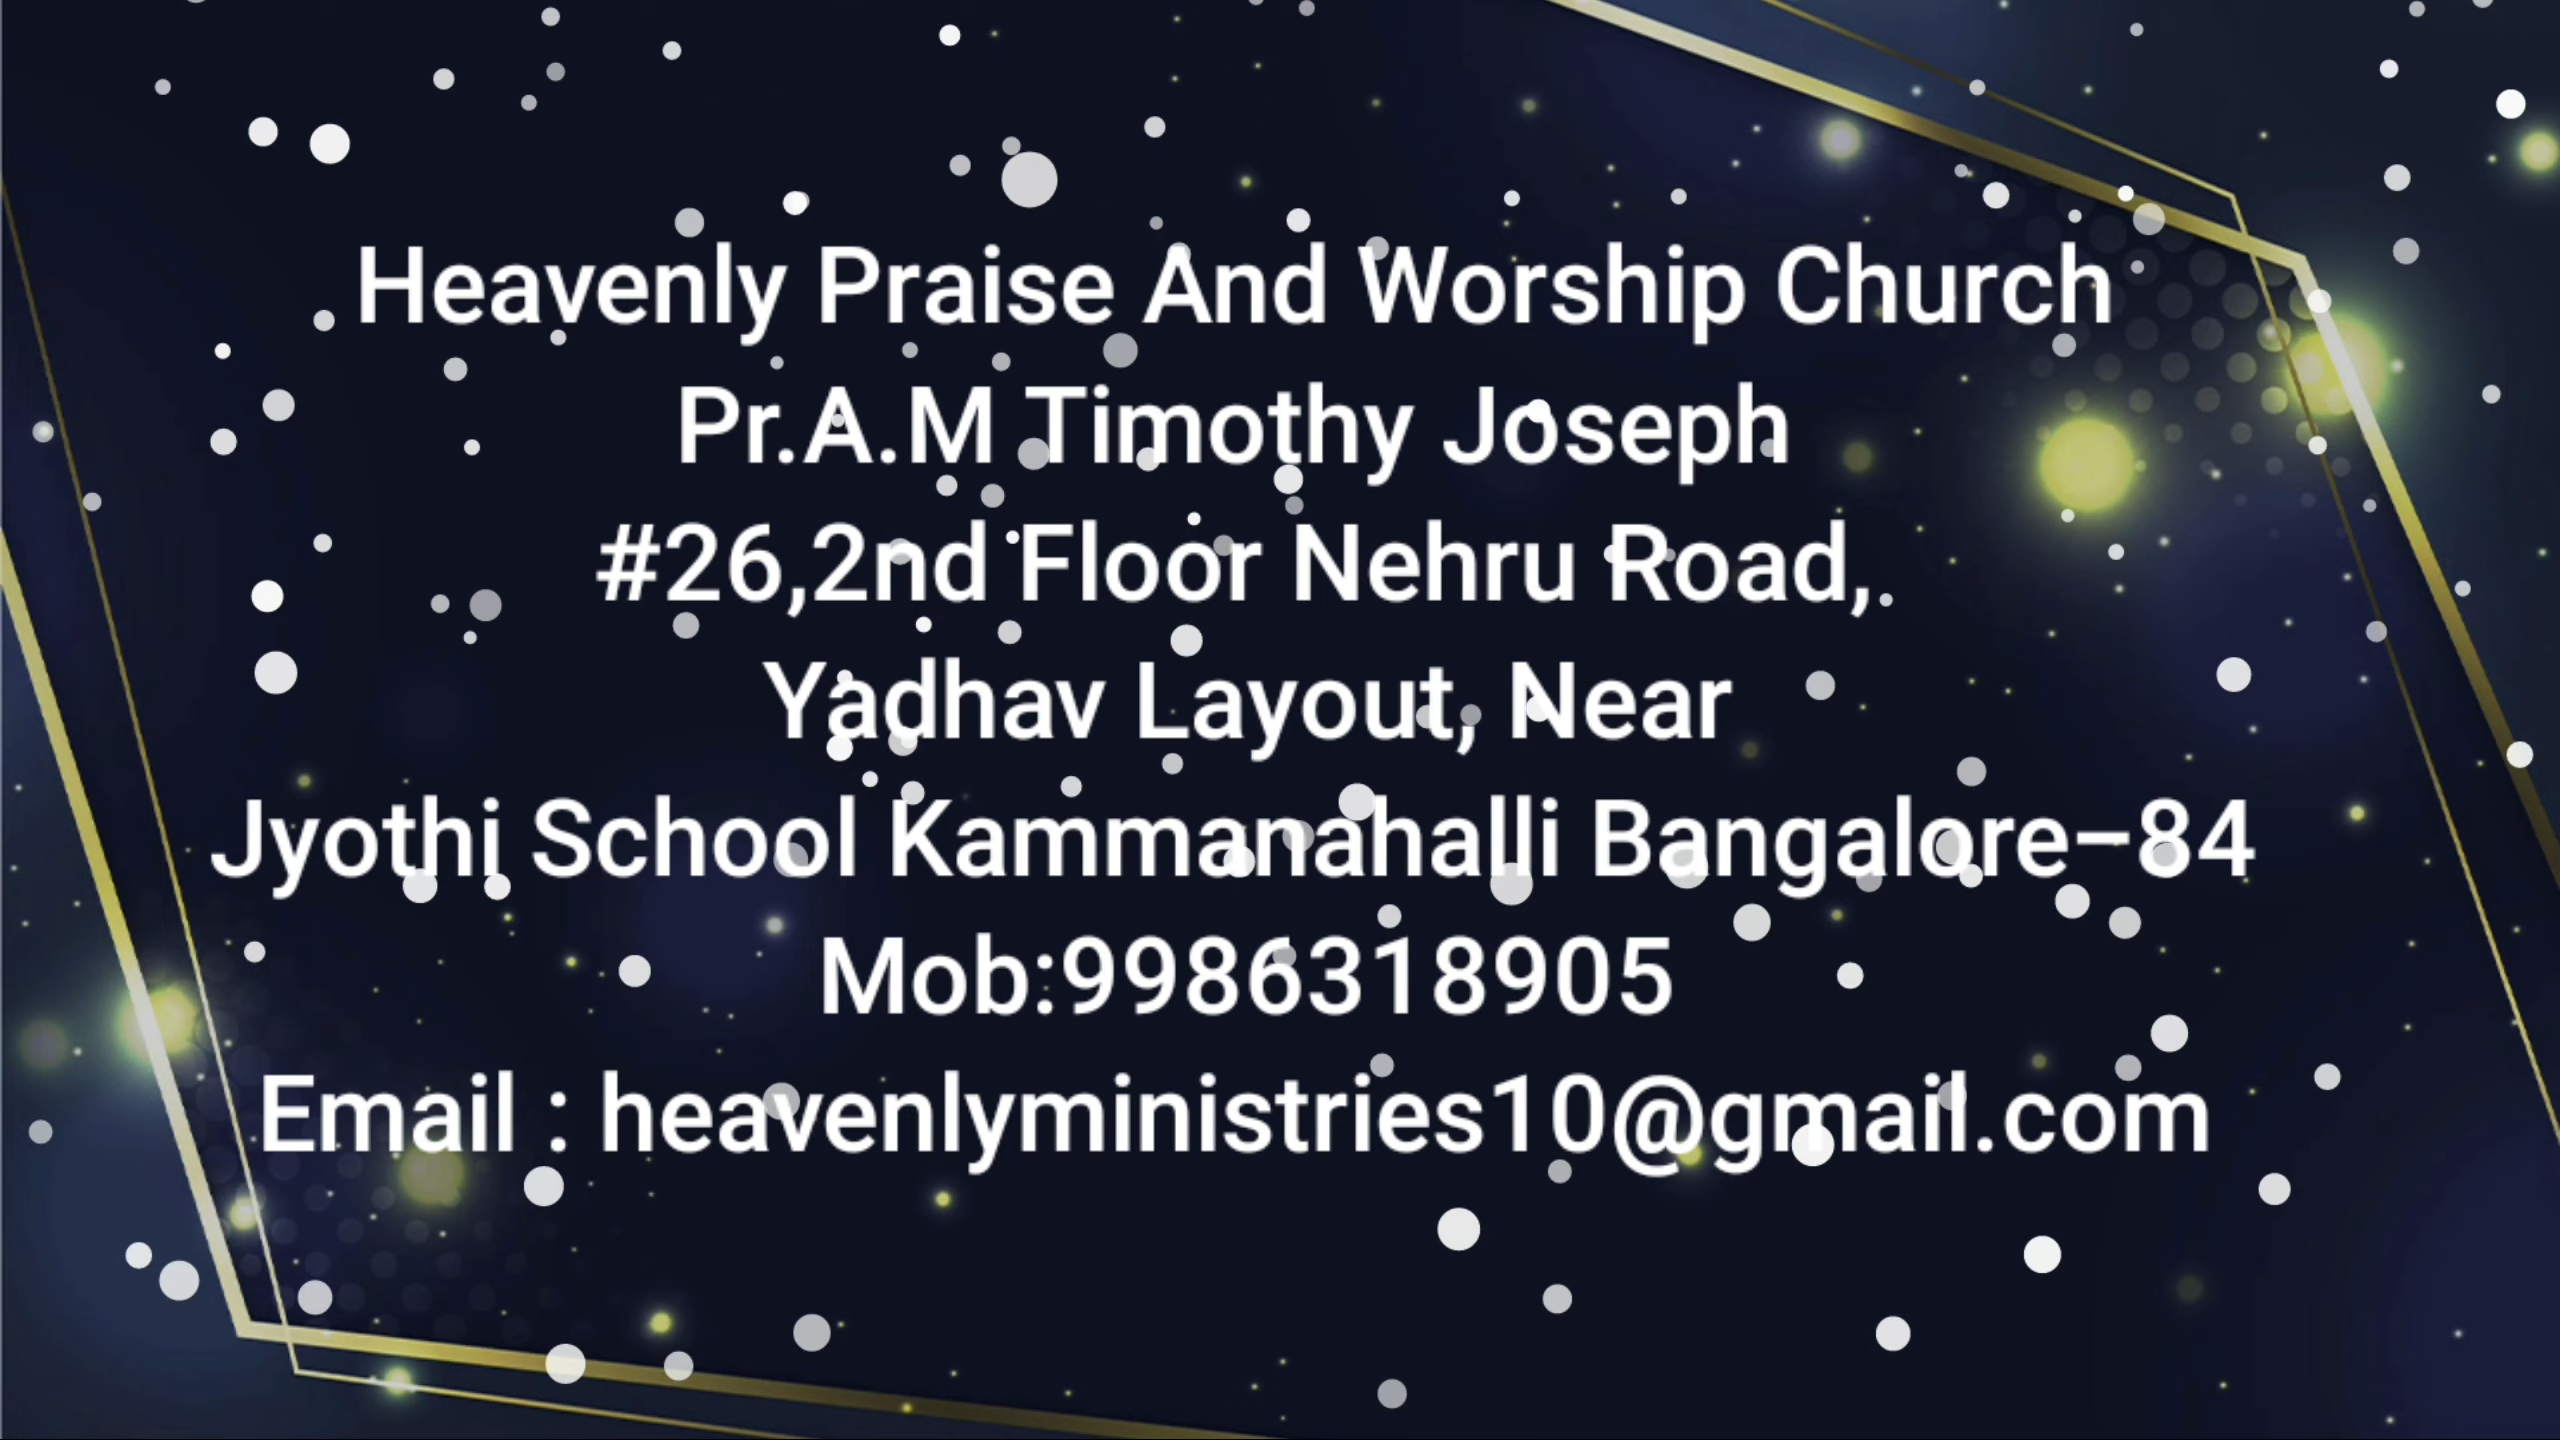 Heavenly Praise And Worship Church
Pr.A.M Timothy Joseph
#26,2nd Floor Nehru Road,
Yadhav Layout, Near
Jyothi School Kammanahalli Bangalore–84
Mob:9986318905
Email : heavenlyministries10@gmail.com